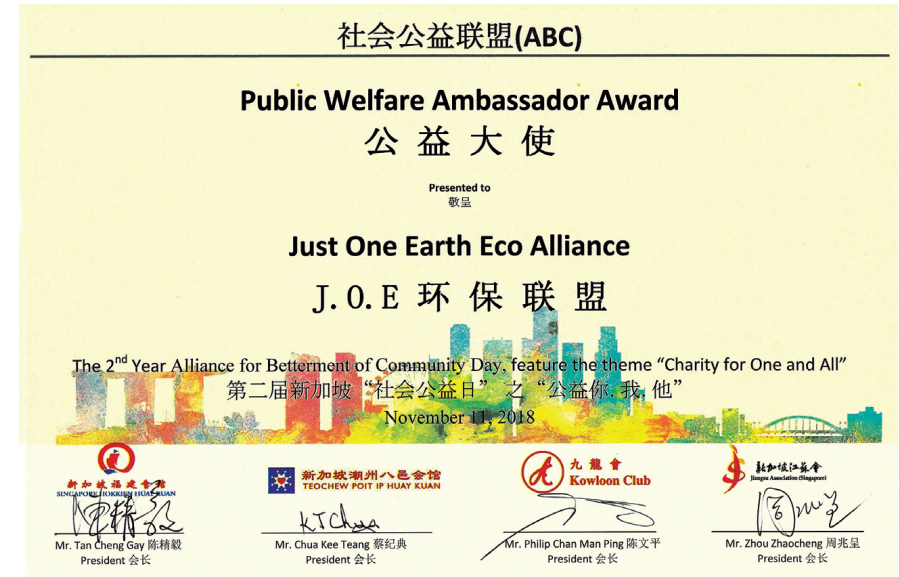 社会公益联盟(ABC)
Public Welfare Ambassador Award
公益大使
Presented to
敬呈
Just One Earth Eco Alliance
J.O.E 环保联盟
The 2nd Year Alliance for Betterment of Community Day, feature the theme “Charity for One and All”
第二届新加坡“社会公益日” 之“公益你.我.他”
November 11, 2018
新加坡福建會館
SINGAPORE HOKKIEN HUAY KUAN
新加坡潮州八邑会馆
TEOCHEW POIT IP HUAY KUAN
九龍會
Kowloon Club
新加坡江蘇會
Jiangsu Association (Singapore)
陳精毅
KTChua
Mr. Tan Cheng Gay 陈精毅
President 会长
Mr. Chua Kee Teang 蔡纪典
President 会长
Mr. Philip Chan Man Ping 陈文平
President 会长
Mr. Zhou Zhaocheng 周兆呈
President 会长